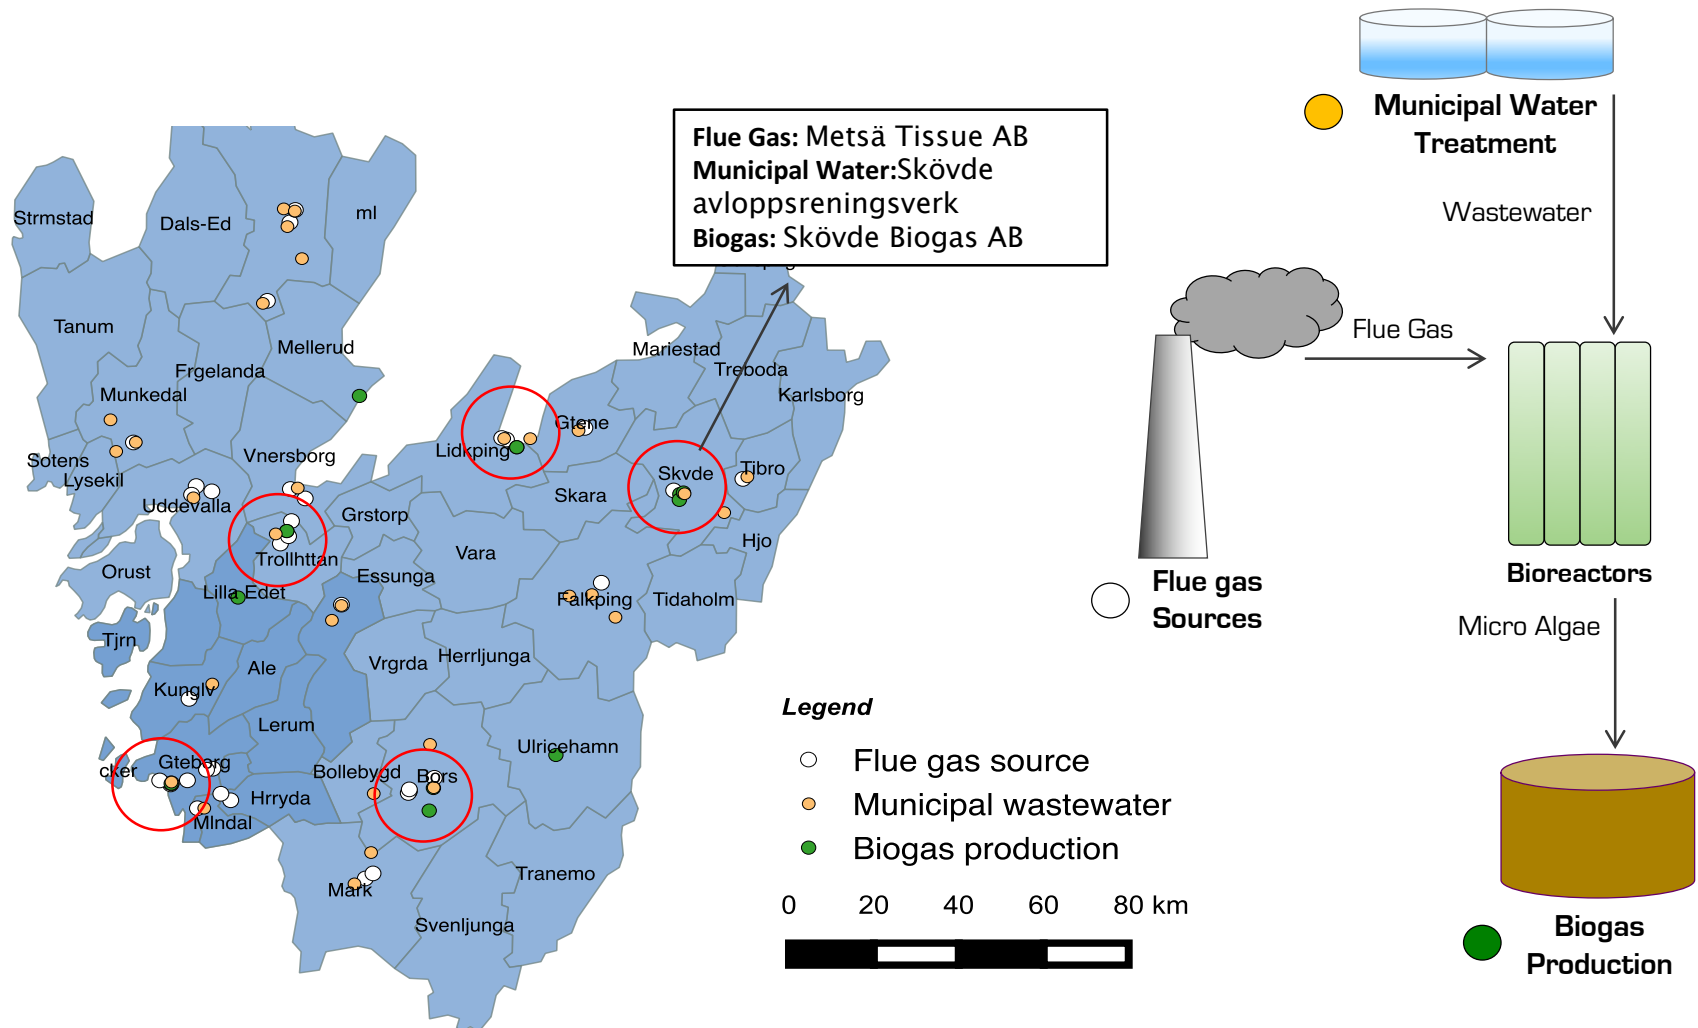 Flue Gas: Metsä Tissue AB
Municipal Water:Skövde
avloppsreningsverk
Biogas: Skövde Biogas AB
Strmstad
Dals-Ed
ml
Tanum
Mellerud
Frgelanda
Munkedal
Mariestad
Treboda
Karlsborg
Gtene
Lidkping
Vnersborg
Sotens
Lysekil
Skvde
Tibro
Skara
Uddevalla
Grstorp
Hjo
Vara
Trollhttan
Orust
Essunga
Lilla Edet
Falkping
Tidaholm
Tjrn
Ale
Vrgrda
Herrljunga
Kunglv
Lerum
Ulricehamn
Gteberg
cker
Bollebygd
Bors
Hrryda
Mlndal
Mark
Tranemo
Svenljunga
Legend
Flue gas source
Municipal wastewater
Biogas production
0 20 40 60 80 km
Municipal Water
Treatment
Wastewater
Flue Gas
Flue gas
Sources
Bioreactors
Micro Algae
Biogas
Production